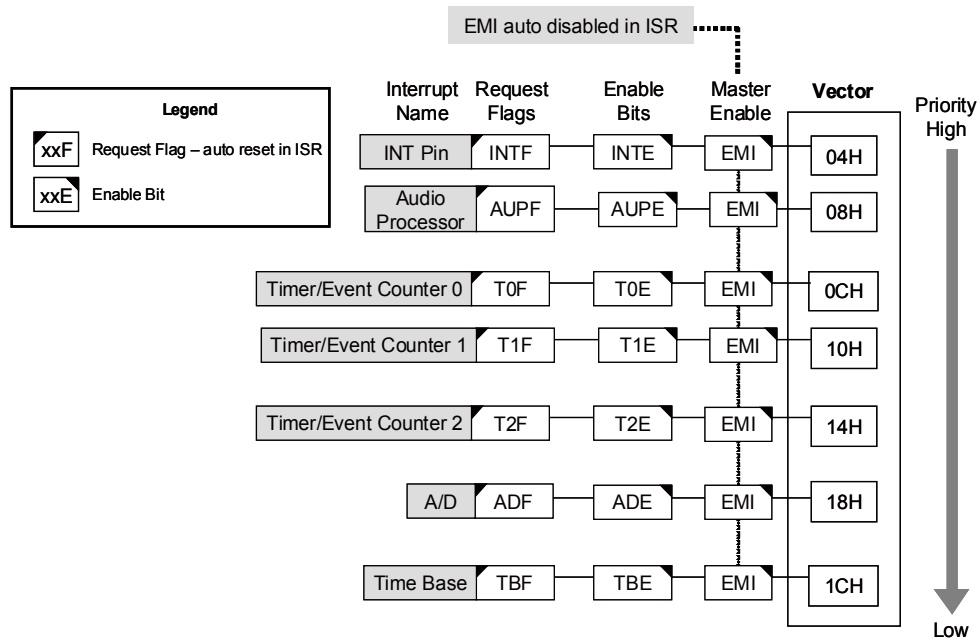 EMI auto disabled in ISR
Legend
xxF Request Flag – auto reset in ISR
xxE Enable Bit
Interrupt Name Request Flags Enable Bits Master Enable Vector
Priority
High
INT Pin INTF INTE EMI 04H
Audio Processor AUPF AUPE EMI 08H
Timer/Event Counter 0 T0F T0E EMI 0CH
Timer/Event Counter 1 T1F T1E EMI 10H
Timer/Event Counter 2 T2F T2E EMI 14H
A/D ADF ADE EMI 18H
Time Base TBF TBE EMI 1CH
Low